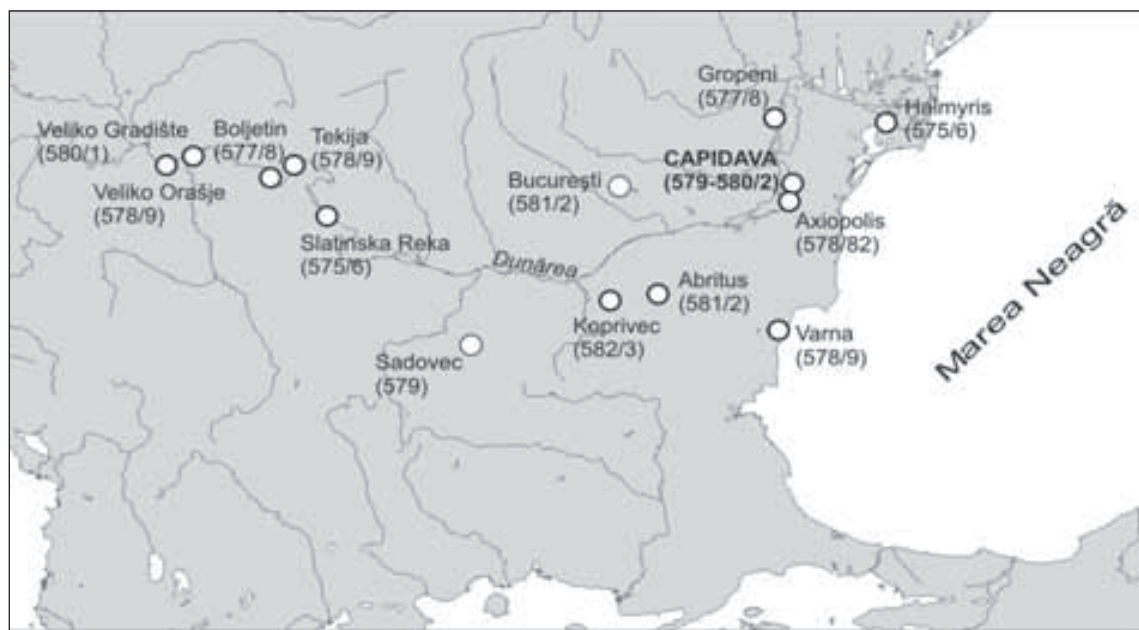 Gropeni
(577/8)
Halmyris
(575/6)
Veliko Gradište
(580/1)
Boljetin
(577/8)
Tekija
(578/9)
Veliko Orašje
(578/9)
CAPIDAVA
(579-580/2)
Bucureşti
(581/2)
Axiopolis
(578/82)
Slatinska Reka
(575/6)
Dunărea
Abritus
(581/2)
Koprivec
(582/3)
Varna
(578/9)
Sadovec
(579)
Marea Neagră